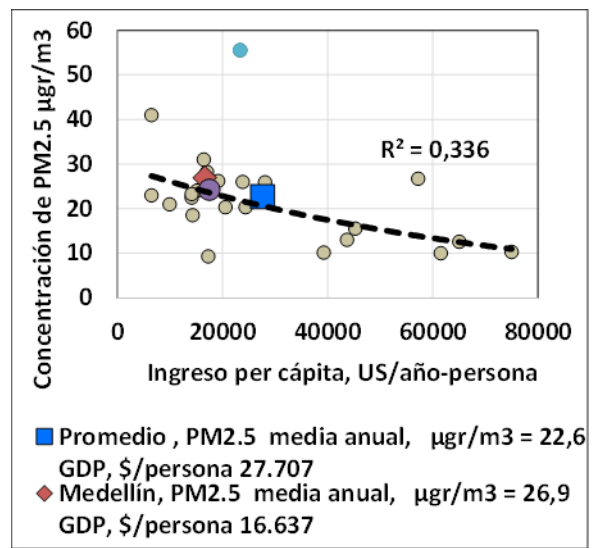 Concentración de PM2.5 µgr/m3
60
50
40
30
20
10
0
R² = 0,336
0 20000 40000 60000 80000
Ingreso per cápita, US/año-persona
Promedio , PM2.5 media anual, µgr/m3 = 22,6
GDP, $/persona 27.707
Medellín, PM2.5 media anual, µgr/m3 = 26,9
GDP, $/persona 16.637